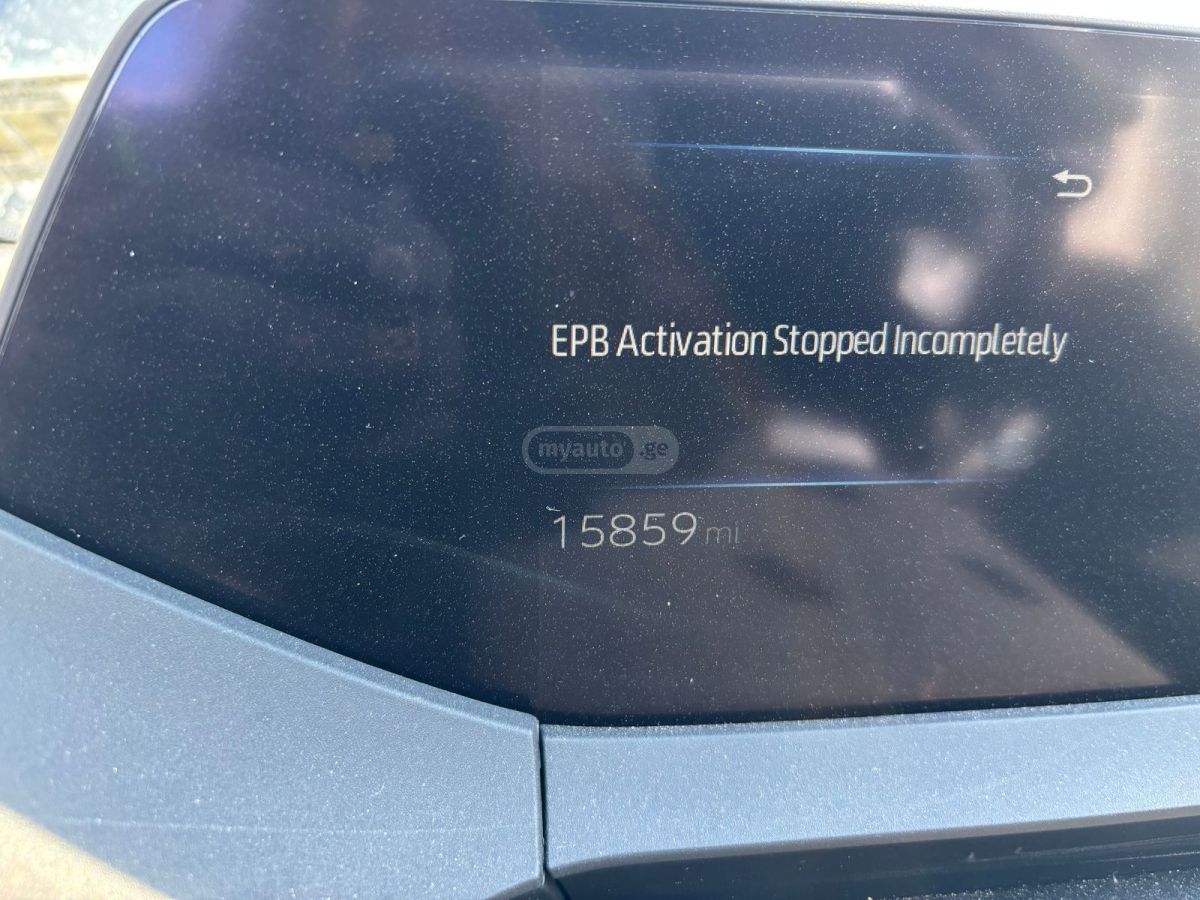 EPB Activation Stopped Incompletely
myauto.ge
15859 mi